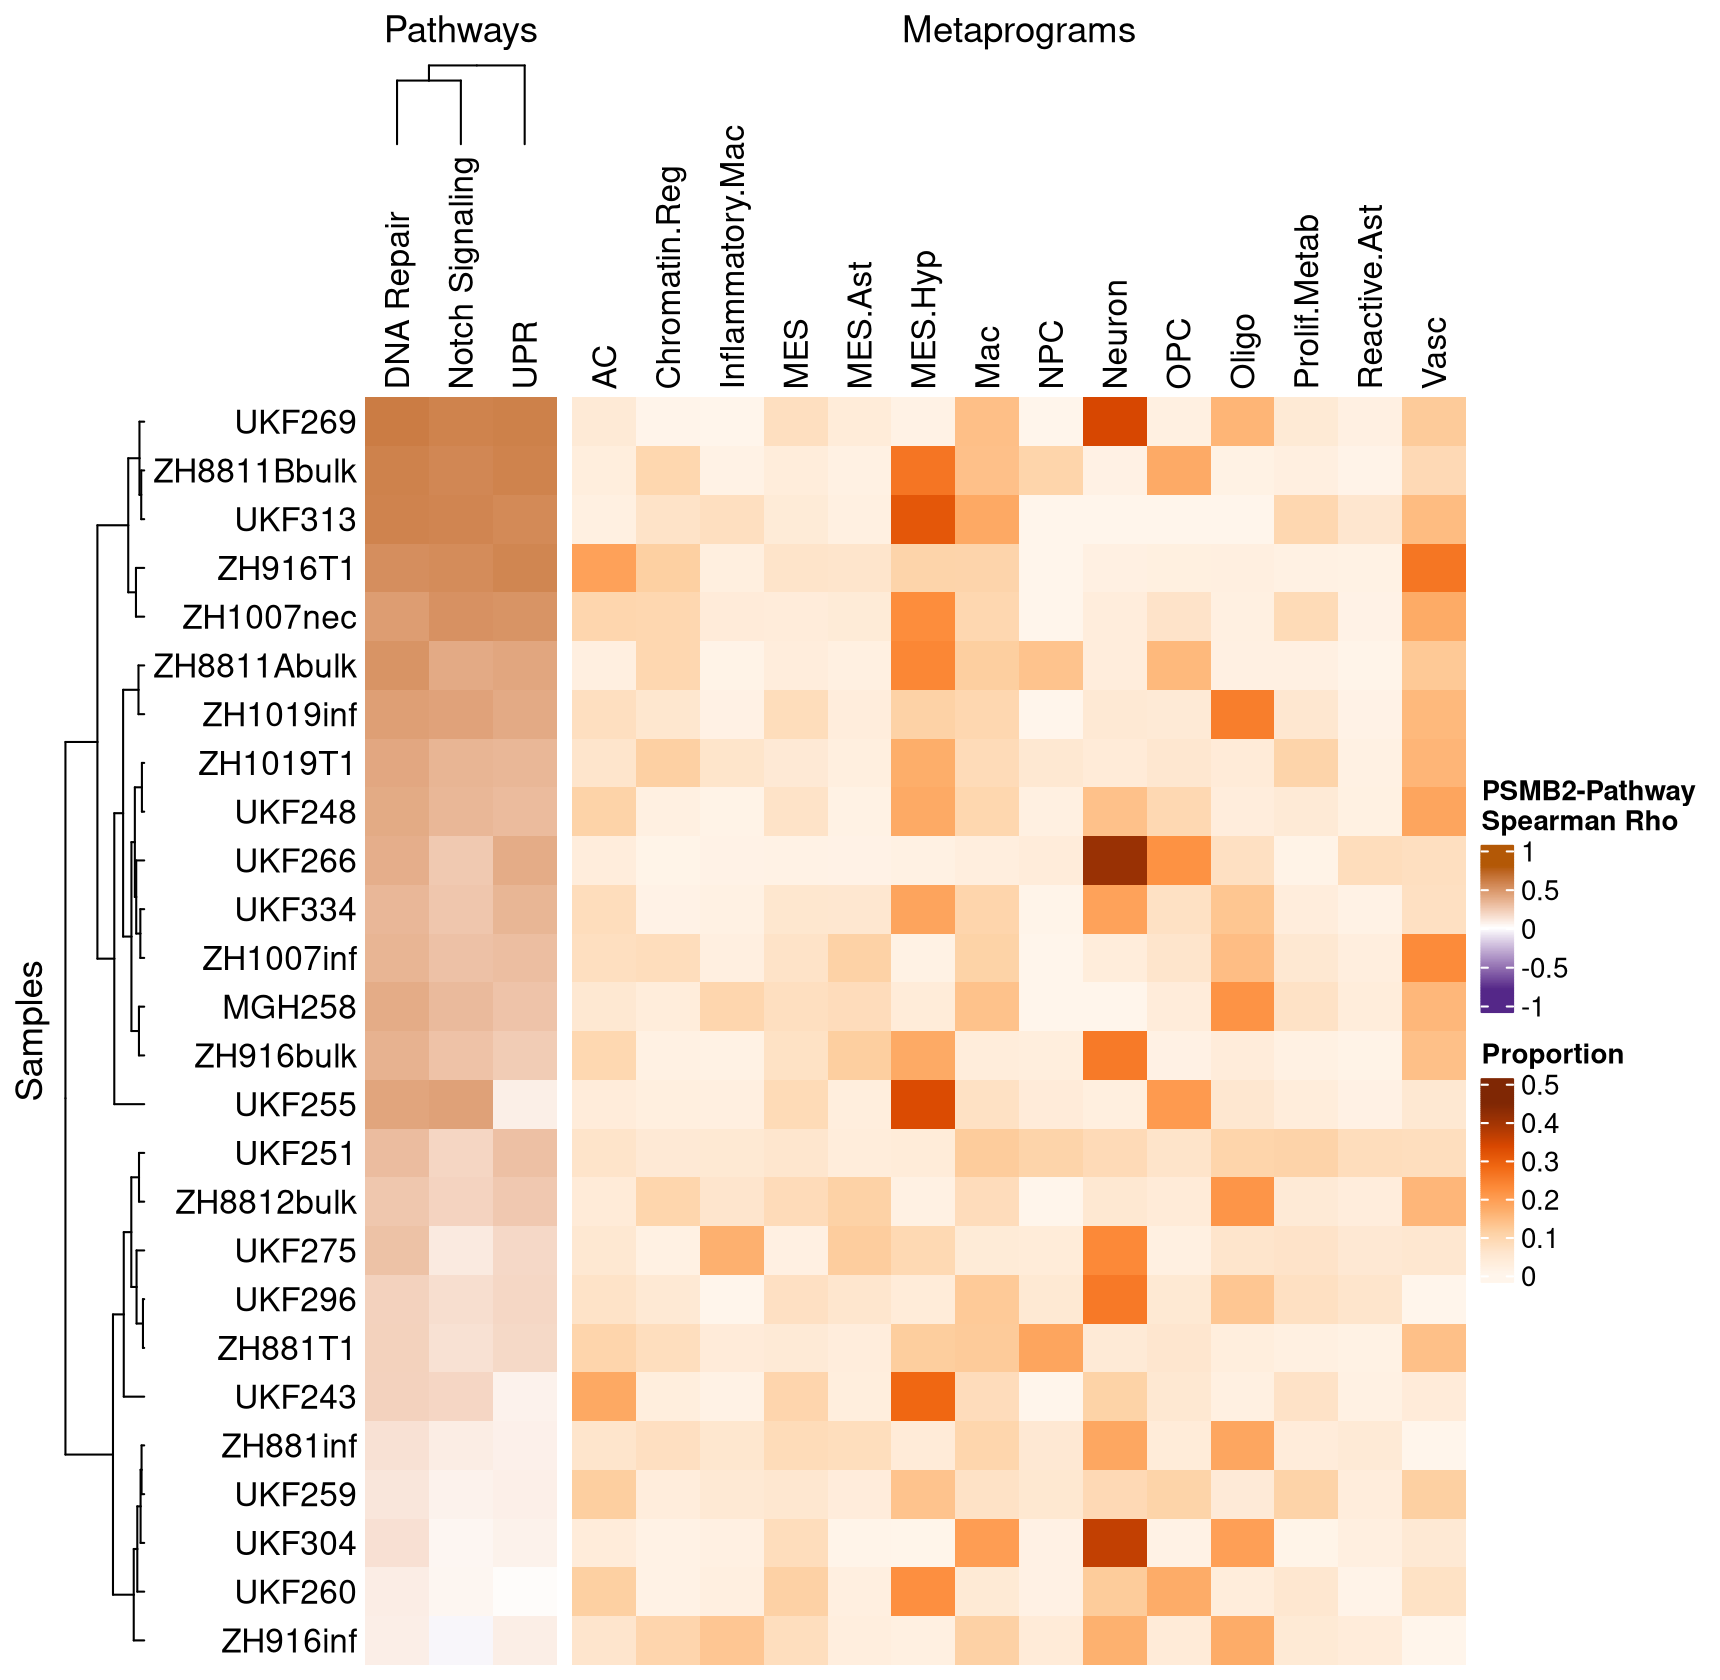 Pathways
Metaprograms
DNA Repair
Notch Signaling
UPR
AC
Chromatin.Reg
Inflammatory.Mac
MES
MES.Ast
MES.Hyp
Mac
NPC
Neuron
OPC
Oligo
Prolif.Metab
Reactive.Ast
Vasc
Samples
UKF269
ZH8811Bbulk
UKF313
ZH916T1
ZH1007nec
ZH8811Abulk
ZH1019inf
ZH1019T1
UKF248
UKF266
UKF334
ZH1007inf
MGH258
ZH916bulk
UKF255
UKF251
ZH8812bulk
UKF275
UKF296
ZH881T1
UKF243
ZH881inf
UKF259
UKF304
UKF260
ZH916inf
PSMB2-Pathway
Spearman Rho
1
0.5
0
-0.5
-1
Proportion
0.5
0.4
0.3
0.2
0.1
0